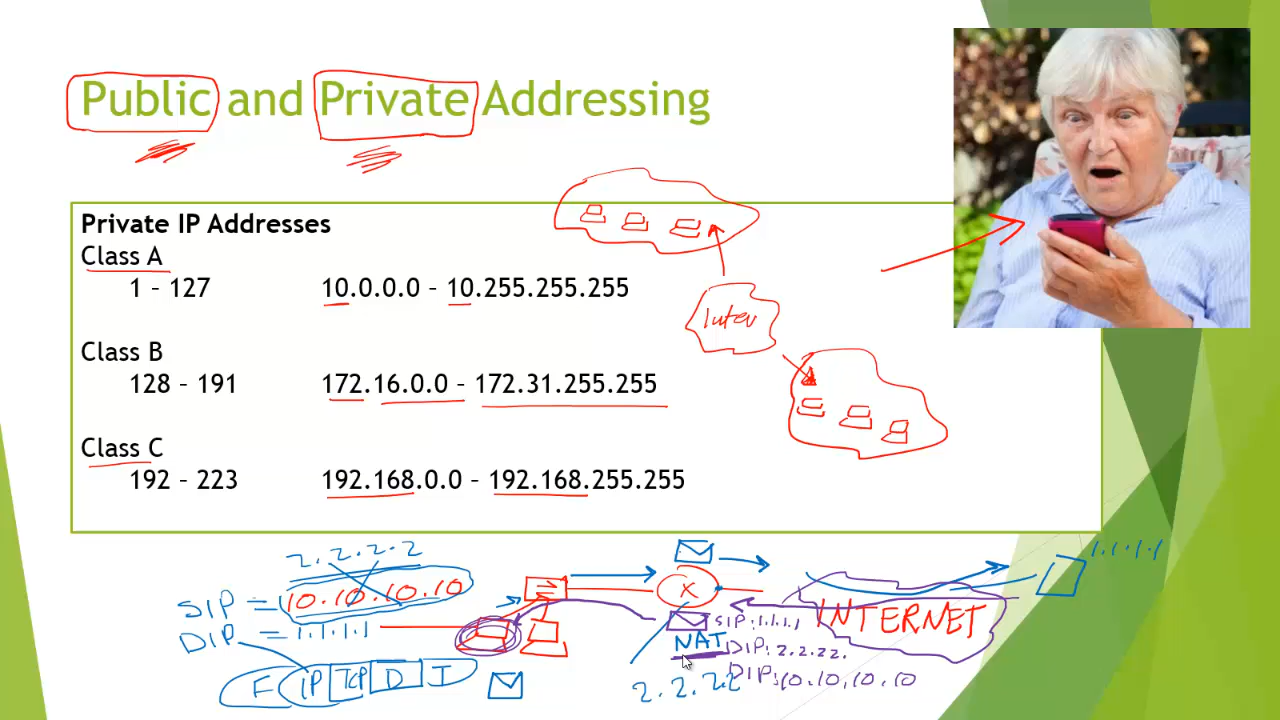 Public and Private Addressing
Private IP Addresses
Class A
1 – 127 10.0.0.0 – 10.255.255.255
Inter
Class B
128 – 191 172.16.0.0 – 172.31.255.255
Class C
192 – 223 192.168.0.0 – 192.168.255.255
2.2.2.2
1.1.1.1
SIP = 10.10.10.10
X
INTERNET
DIP = 1.1.1.1
SIP: 1.1.1.1
NAT
DIP: 2.2.22.
DIP: 10.10.10.10
F IP TCP D I
2.2.2.2